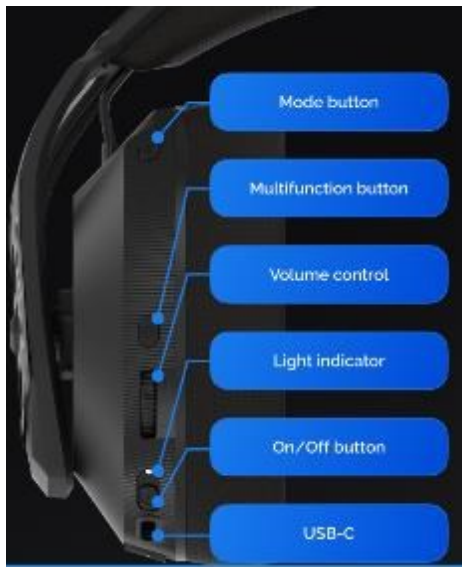 Mode button
Multifunction button
Volume control
Light indicator
On/Off button
USB-C